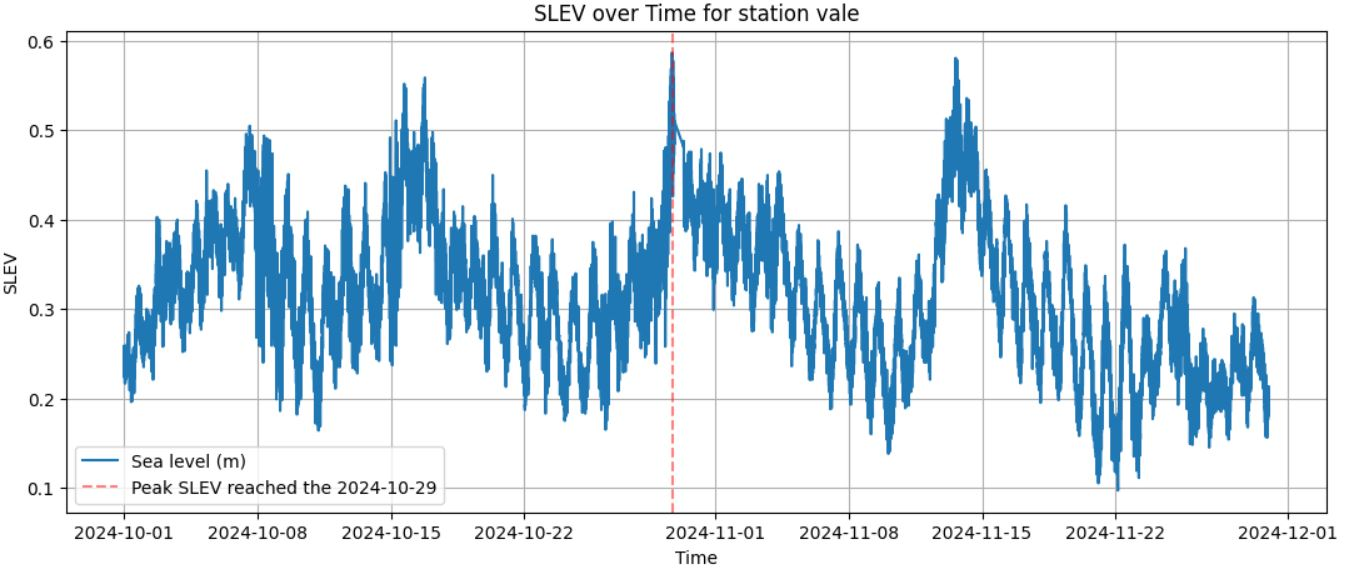 SLEV over Time for station vale
0.6
0.5
0.4
0.3
0.2
0.1
SLEV
Sea level (m)
Peak SLEV reached the 2024-10-29
2024-10-01 2024-10-08 2024-10-15 2024-10-22 2024-11-01 2024-11-08 2024-11-15 2024-11-22 2024-12-01
Time